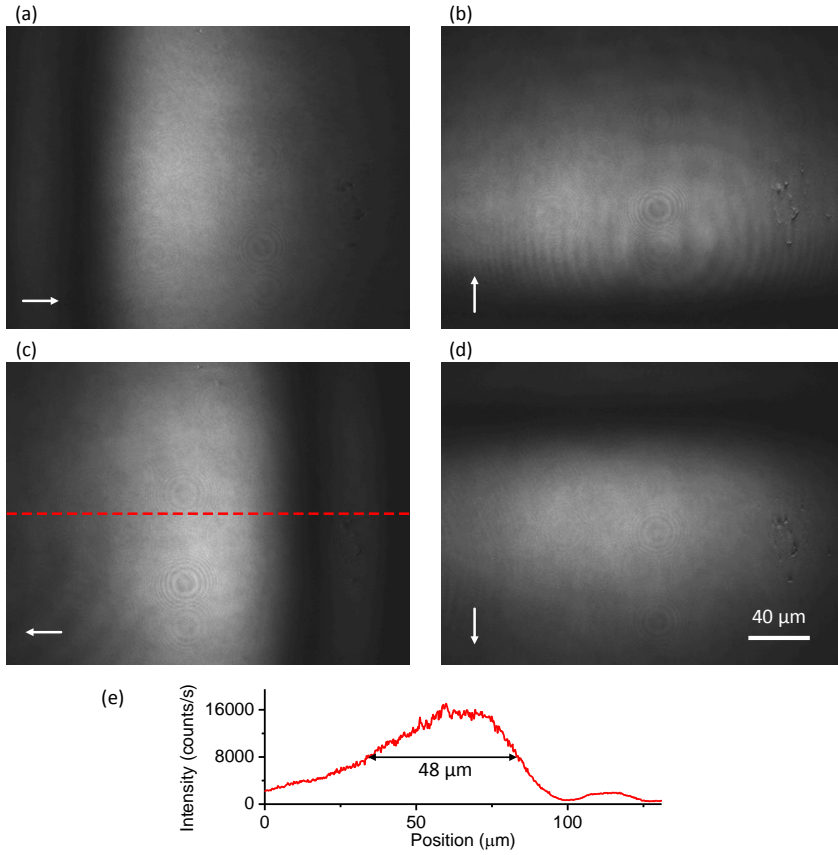 (a)
(b)
(c)
(d)
40 μm
(e)
Intensity (counts/s)
16000
8000
0
48 μm
0
50
100
Position (μm)